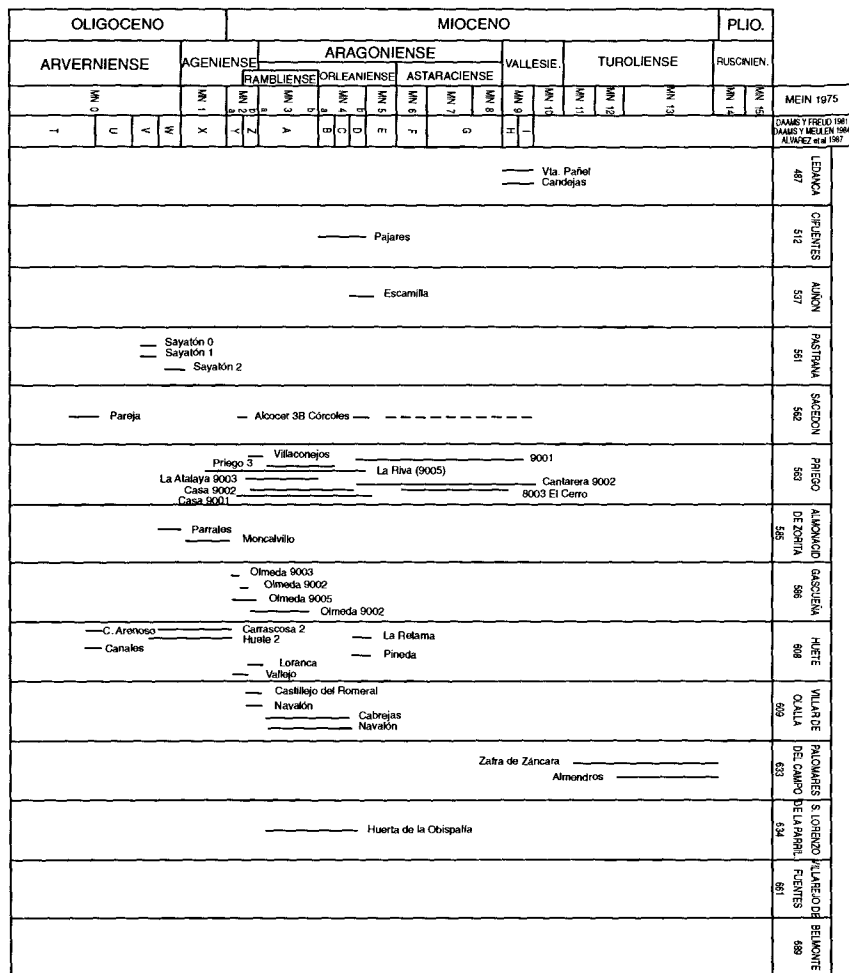 OLIGOCENO MIOCENO PLIO.
ARVERNIENSE AGENIENSE ARAGONIENSE VALLESIE. TUROLIENSE RUSCINIEN.
RAMBLIENSE ORLEANIENSE ASTARACIENSE
MN 0 MN 1 MN 2 a b MN 3 a b MN 4 a b MN 5 MN 6 MN 7 MN 8 MN 9 MN 10 MN 11 MN 12 MN 13 MN 14 MN 15 MEIN 1975
T U V W X Y Z A B C D E F G H I
DAAMS Y FREUD 1981
DAAMS Y MEULEN 1984
ALVAREZ et al 1987
LEDANCA
487
Vta. Pañel
Candejas
CIFUENTES
512
Pajares
AUÑON
537
Escamilla
PASTRANA
561
Sayatón 0
Sayatón 1
Sayatón 2
SACEDON
562
Pareja Alcocer 3B Córcoles
PRIEGO
563
Villaconejos 9001
Priego 3
La Riva (9005)
La Atalaya 9003 Cantarera 9002
Casa 9002 8003 El Cerro
Casa 9001
ALMONACID
DE ZORITA
585
Parrales
Moncalvillo
GASCUEÑA
586
Olmeda 9003
Olmeda 9002
Olmeda 9005
Olmeda 9002
HUETE
608
C. Arenoso Carrascosa 2 La Retama
Huete 2
Canales Pineda
Loranca
Vallejo
VILLAR DE
OLALLA
609
Castillejo del Romeral
Navalón
Cabrejas
Navalón
PALOMARES
DEL CAMPO
633
Zafra de Záncara
Almendros
S. LORENZO
DE LA PARRIL.
634
Huerta de la Obispalía
VILLAREJO DE
FUENTES
661
BELMONTE
689